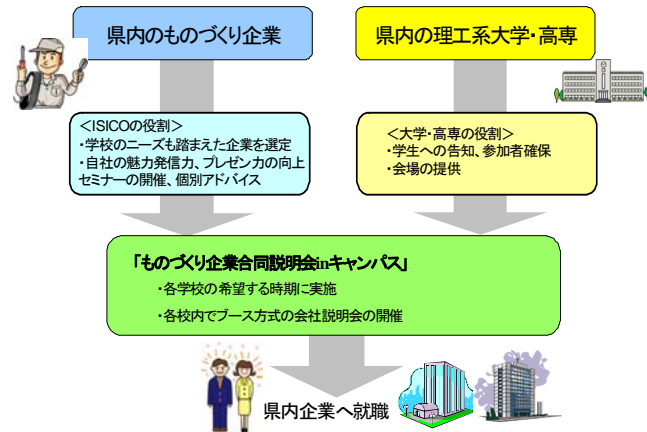 県内のものづくり企業
県内の理工系大学・高専
＜ISICOの役割＞
・学校のニーズも踏まえた企業を選定
・自社の魅力発信力、プレゼン力の向上
セミナーの開催、個別アドバイス
＜大学・高専の役割＞
・学生への告知、参加者確保
・会場の提供
「ものづくり企業合同説明会inキャンパス」
・各学校の希望する時期に実施
・各校内でブース方式の会社説明会の開催
県内企業へ就職